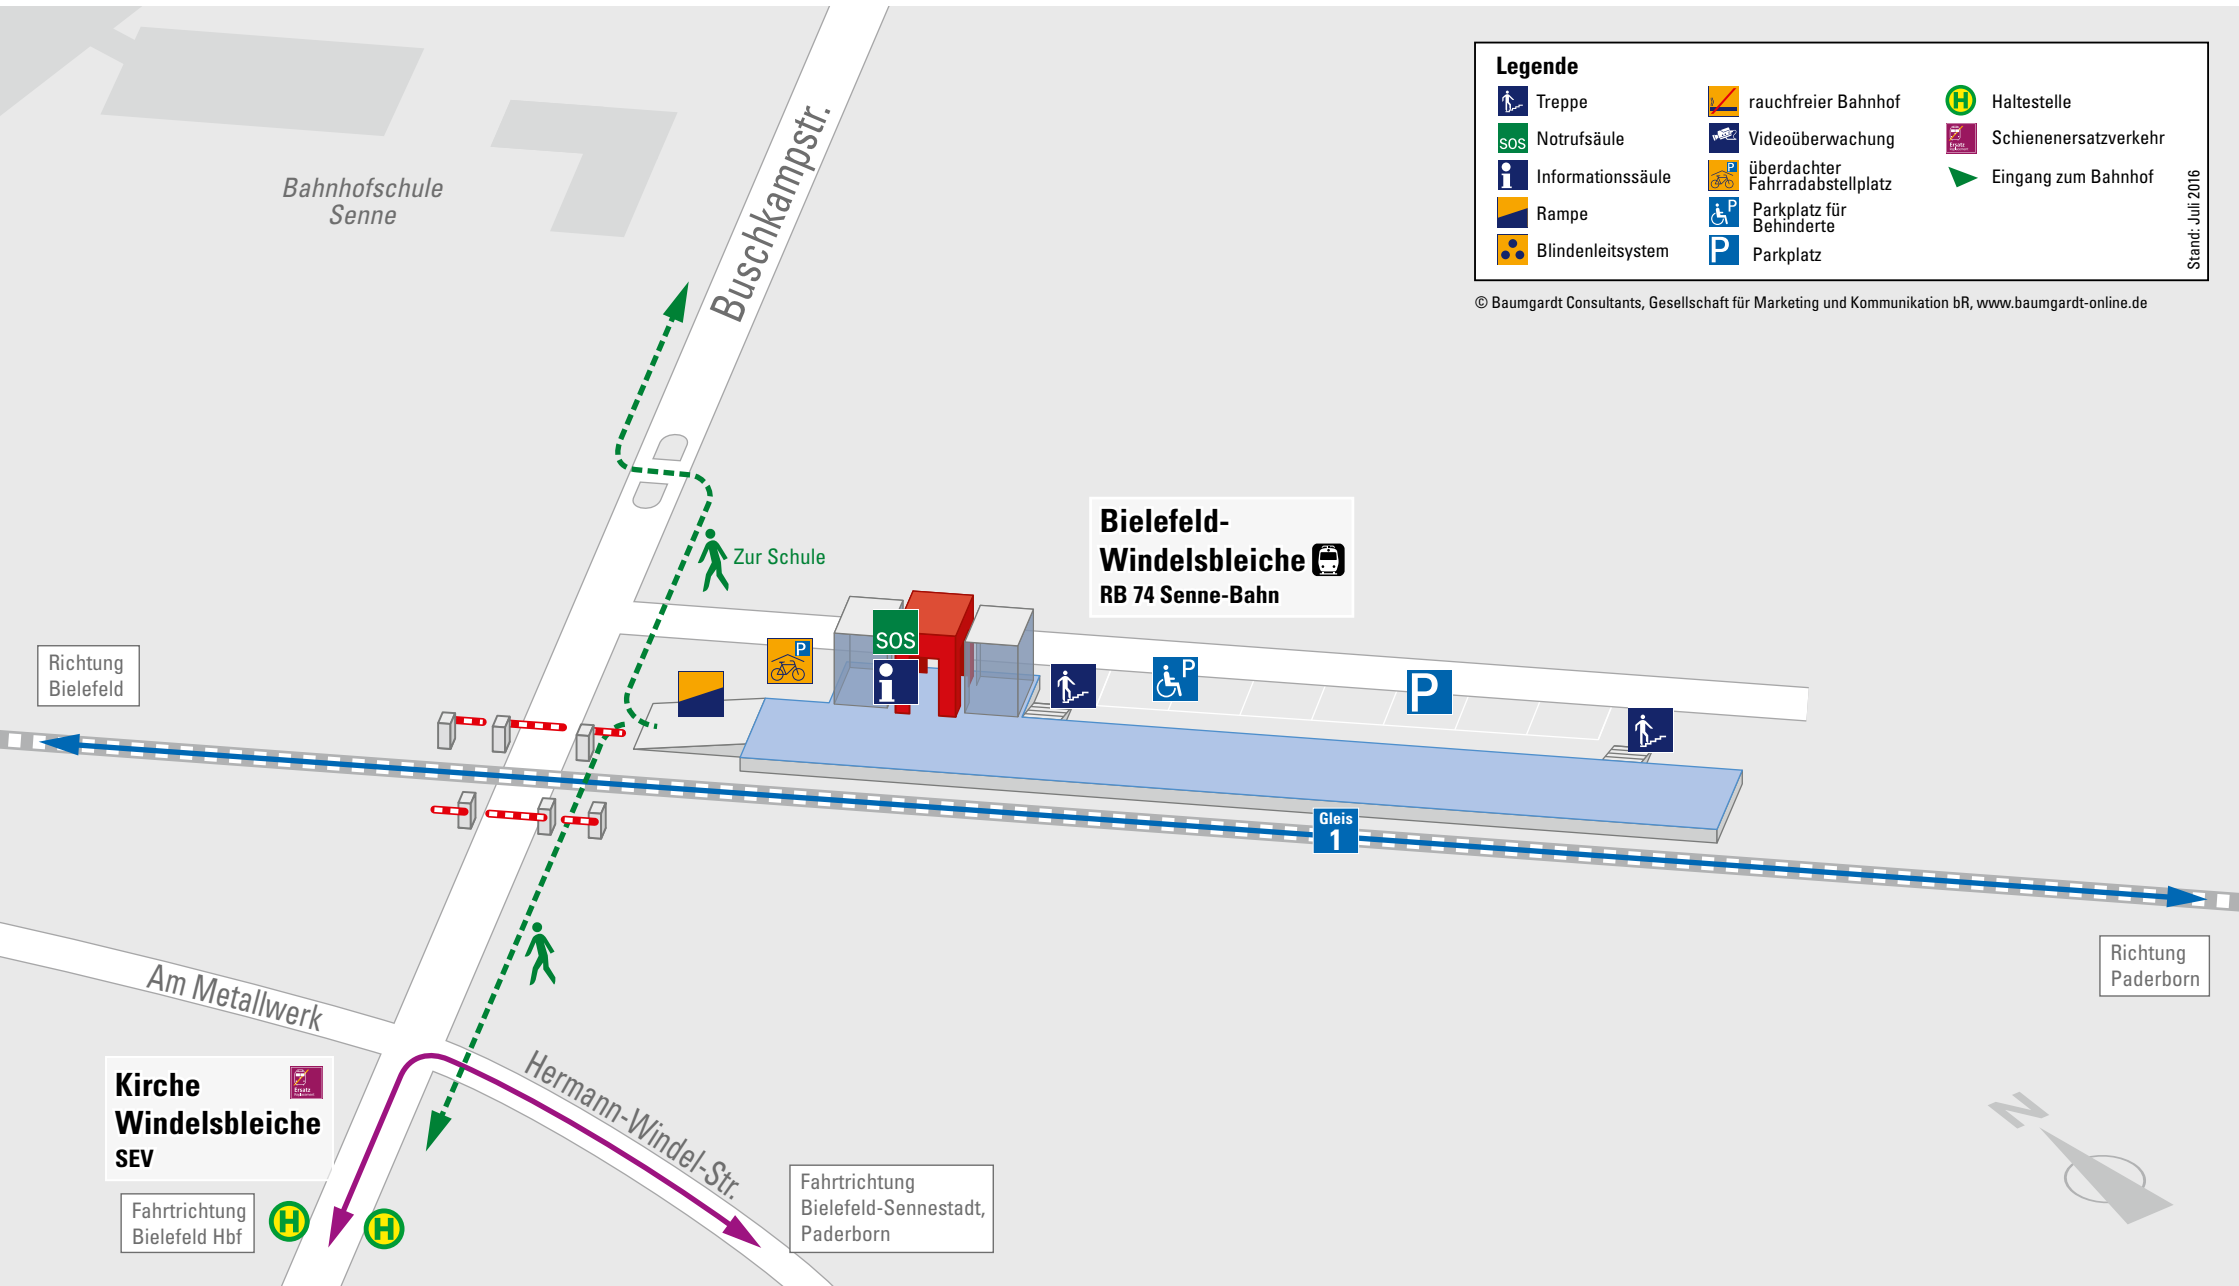 Legende
Treppe
SOS
Notrufsäule
Informationssäule
Rampe
Blindenleitsystem
rauchfreier Bahnhof
Videoüberwachung
überdachter
Fahrradabstellplatz
Parkplatz für
Behinderte
P
Parkplatz
H
Haltestelle
Ersatz
Schienenersatzverkehr
Eingang zum Bahnhof
Stand: Juli 2016
© Baumgardt Consultants, Gesellschaft für Marketing und Kommunikation bR, www.baumgardt-online.de
Bahnhofschule
Senne
Buschkampstr.
Zur Schule
Bielefeld-
Windelsbleiche
RB 74 Senne-Bahn
Richtung
Bielefeld
P
SOS
i
P
P
Gleis
1
Richtung
Paderborn
Am Metallwerk
Hermann-Windel-Str.
Kirche
Windelsbleiche
SEV
Ersatz
Fahrtrichtung
Bielefeld Hbf
H
H
Fahrtrichtung
Bielefeld-Sennestadt,
Paderborn
N